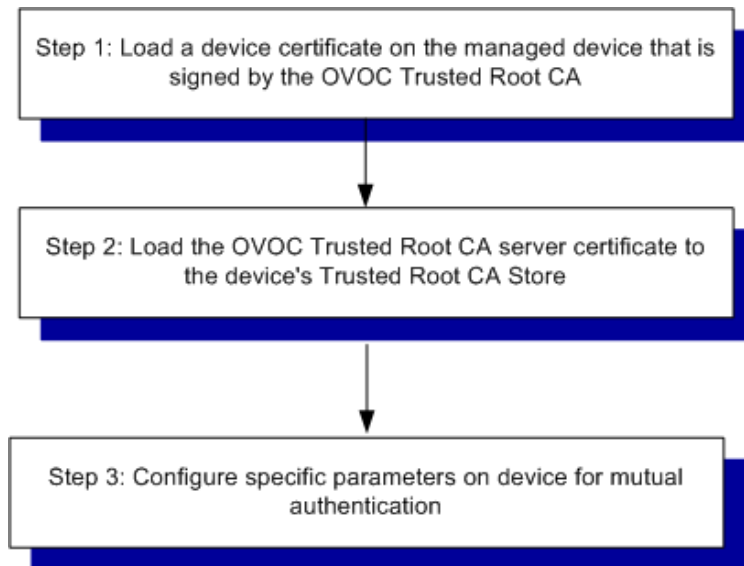 Step 1: Load a device certificate on the managed device that is
signed by the OVOC Trusted Root CA
Step 2: Load the OVOC Trusted Root CA server certificate to
the device's Trusted Root CA Store
Step 3: Configure specific parameters on device for mutual
authentication